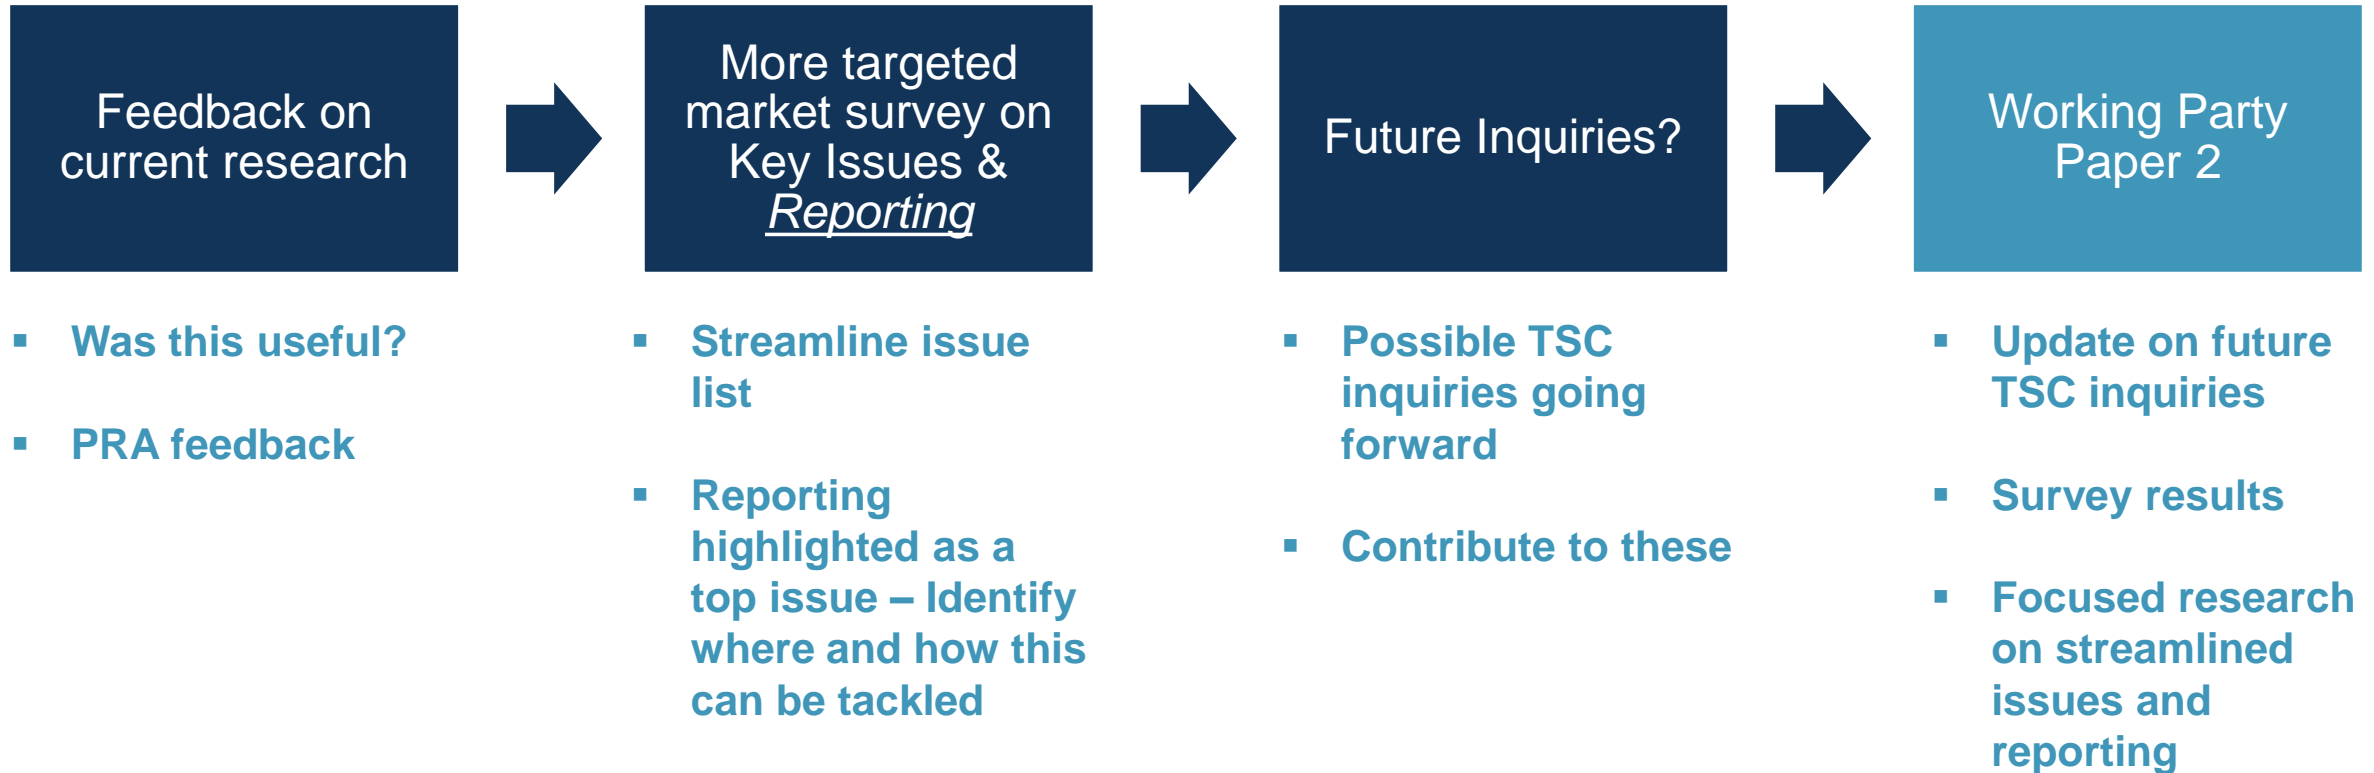 Feedback on
current research
More targeted
market survey on
Key Issues &
Reporting
Future Inquiries?
Working Party
Paper 2
▪ Was this useful?
▪ PRA feedback
▪ Streamline issue
list
▪ Reporting
highlighted as a
top issue – Identify
where and how this
can be tackled
▪ Possible TSC
inquiries going
forward
▪ Contribute to these
▪ Update on future
TSC inquiries
▪ Survey results
▪ Focused research
on streamlined
issues and
reporting